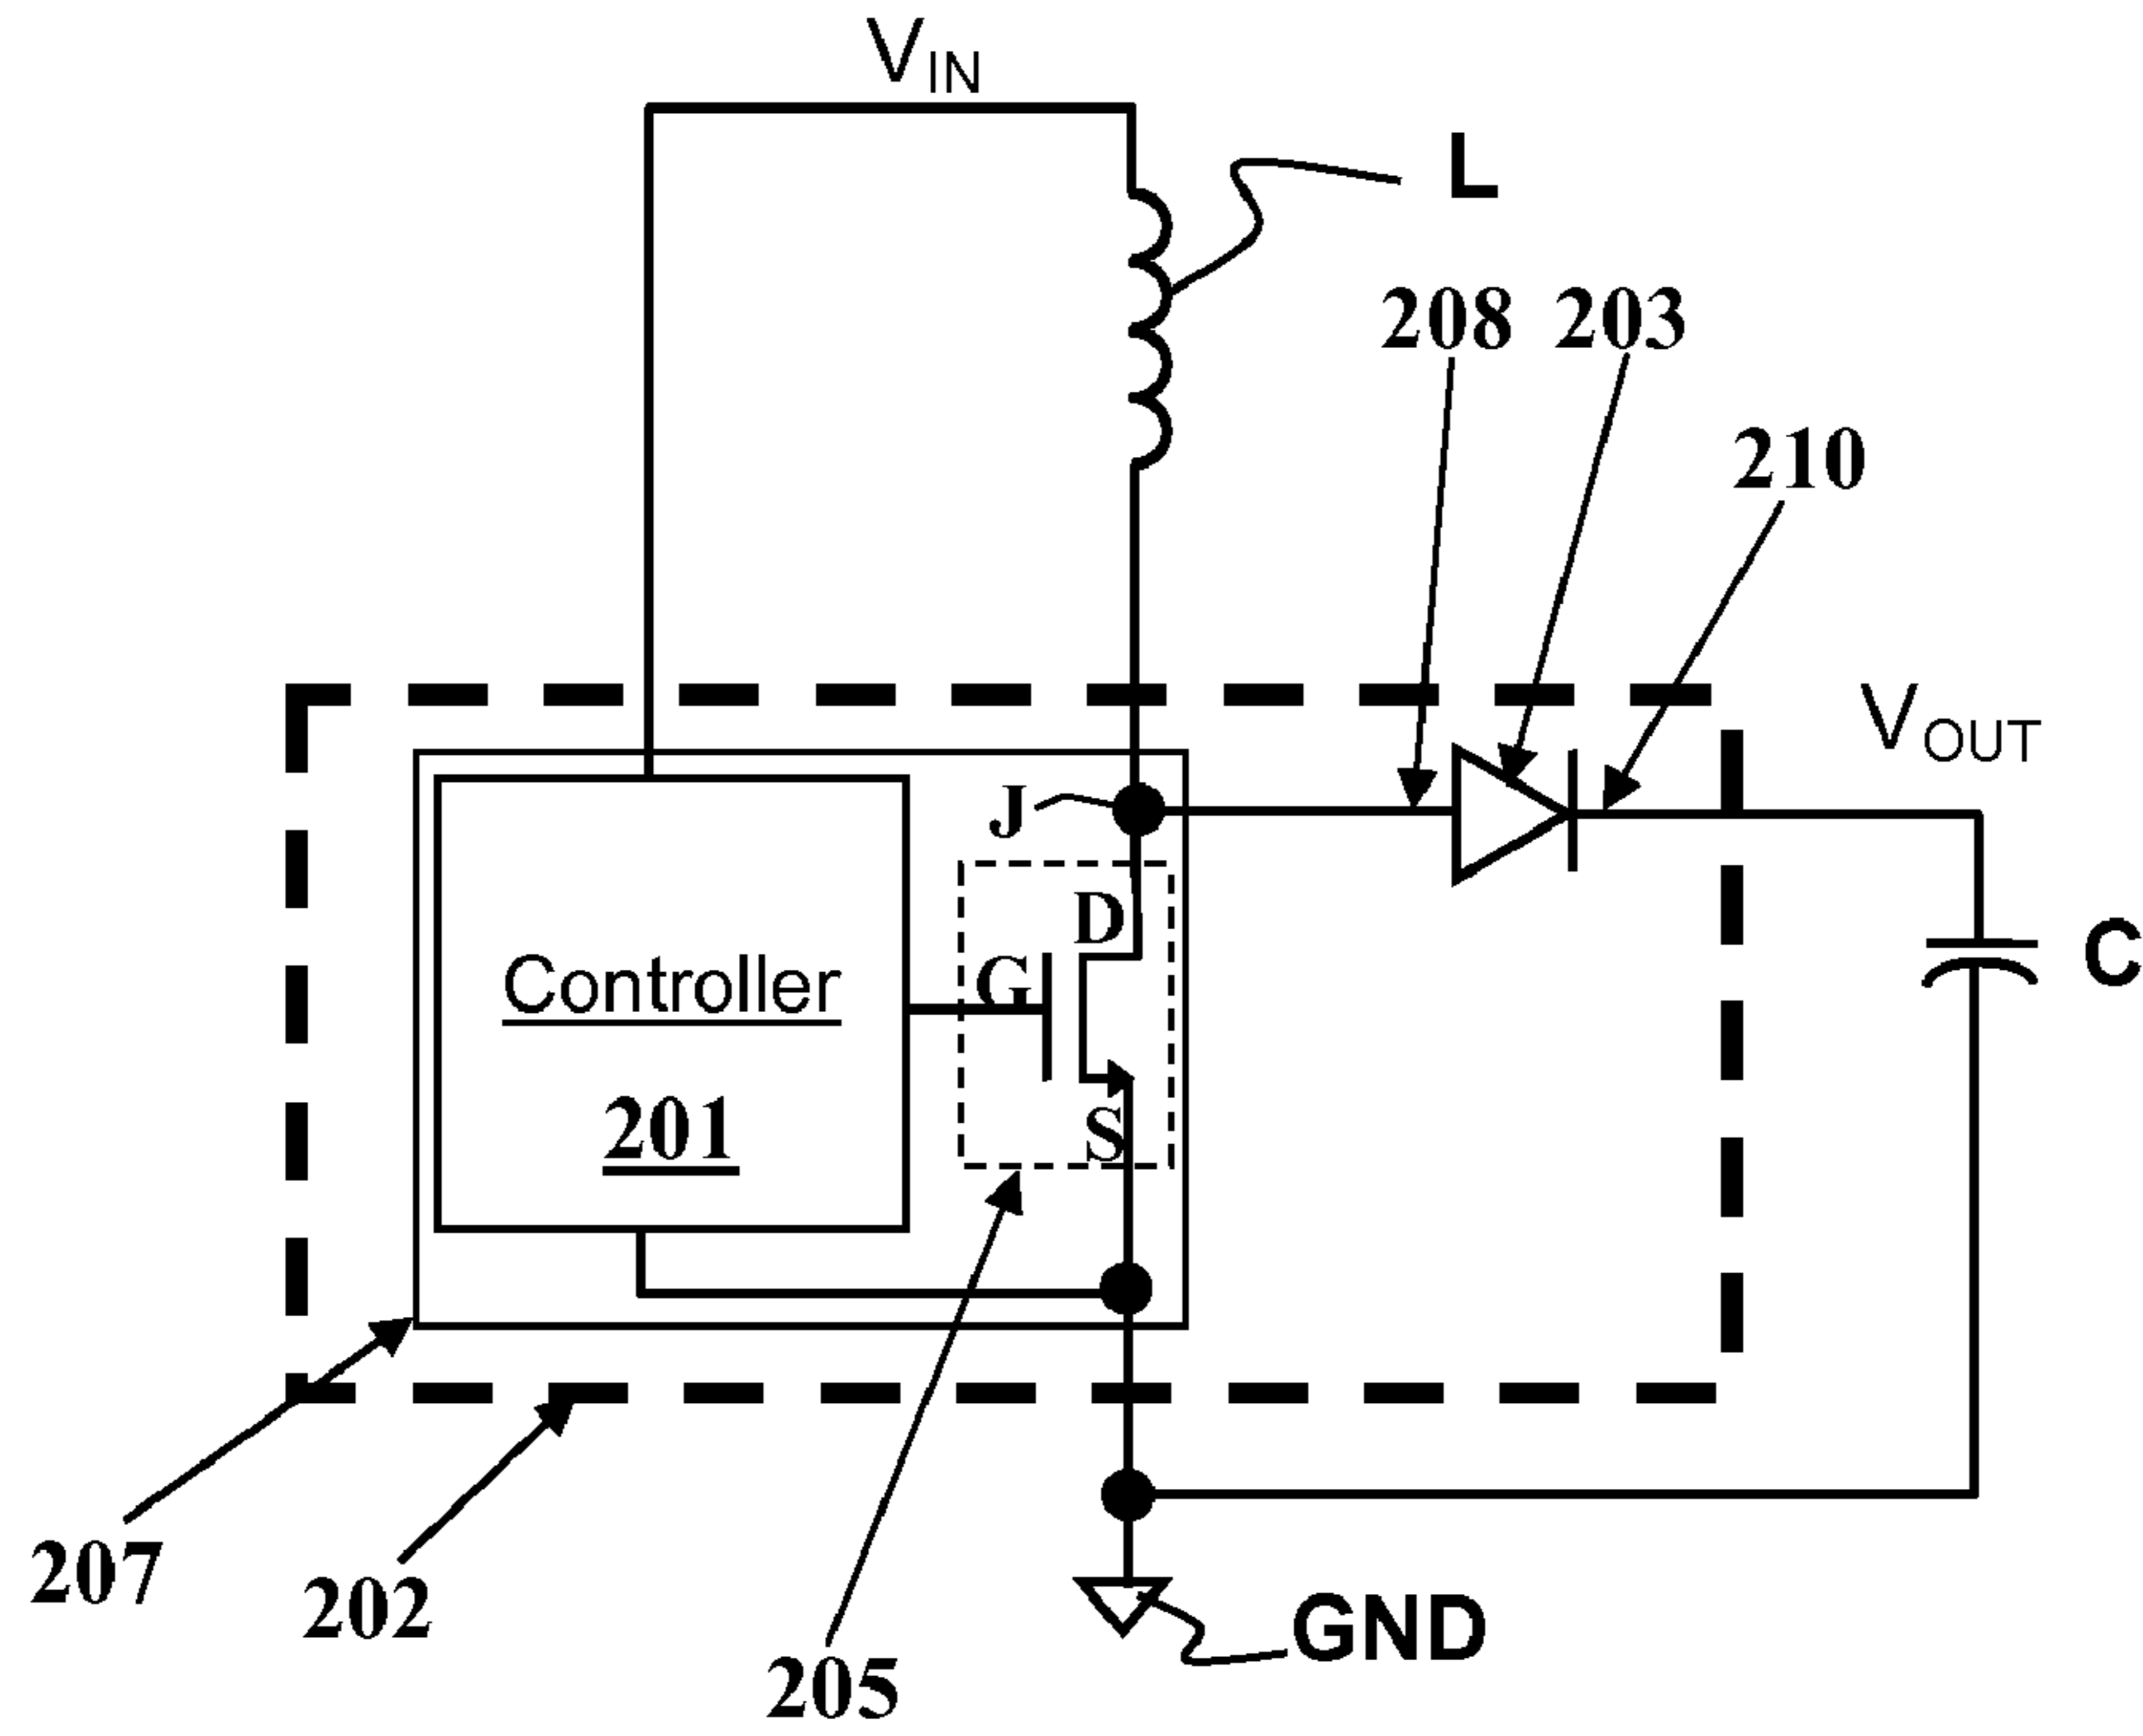 VIN
L
208 203
210
VOUT
J
D
G
C
Controller
201
S
207
202
205
GND